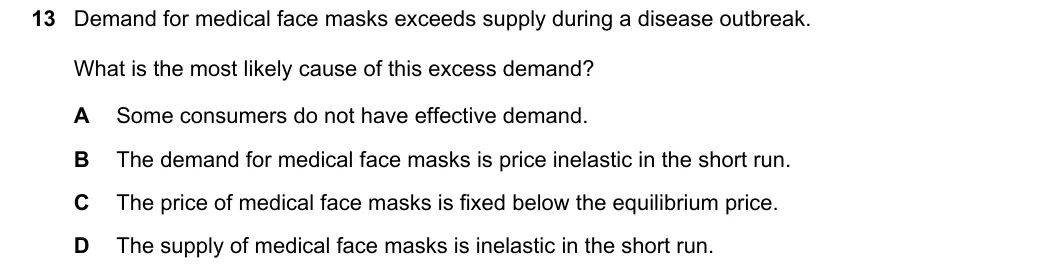 13 Demand for medical face masks exceeds supply during a disease outbreak.
What is the most likely cause of this excess demand?
A Some consumers do not have effective demand.
B The demand for medical face masks is price inelastic in the short run.
C The price of medical face masks is fixed below the equilibrium price.
D The supply of medical face masks is inelastic in the short run.